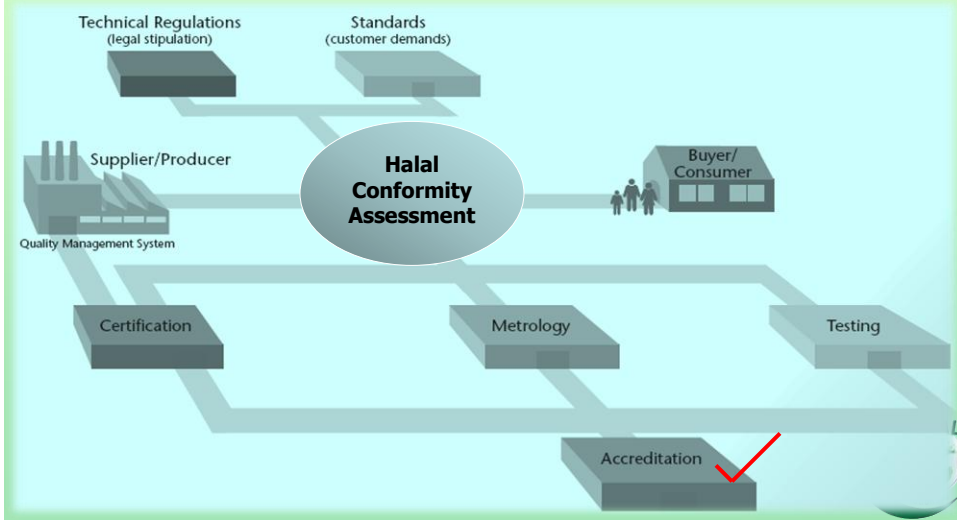 Technical Regulations
(legal stipulation)
Standards
(customer demands)
Supplier/Producer
Halal
Conformity
Assessment
Buyer/
Consumer
Quality Management System
Certification
Metrology
Testing
Accreditation